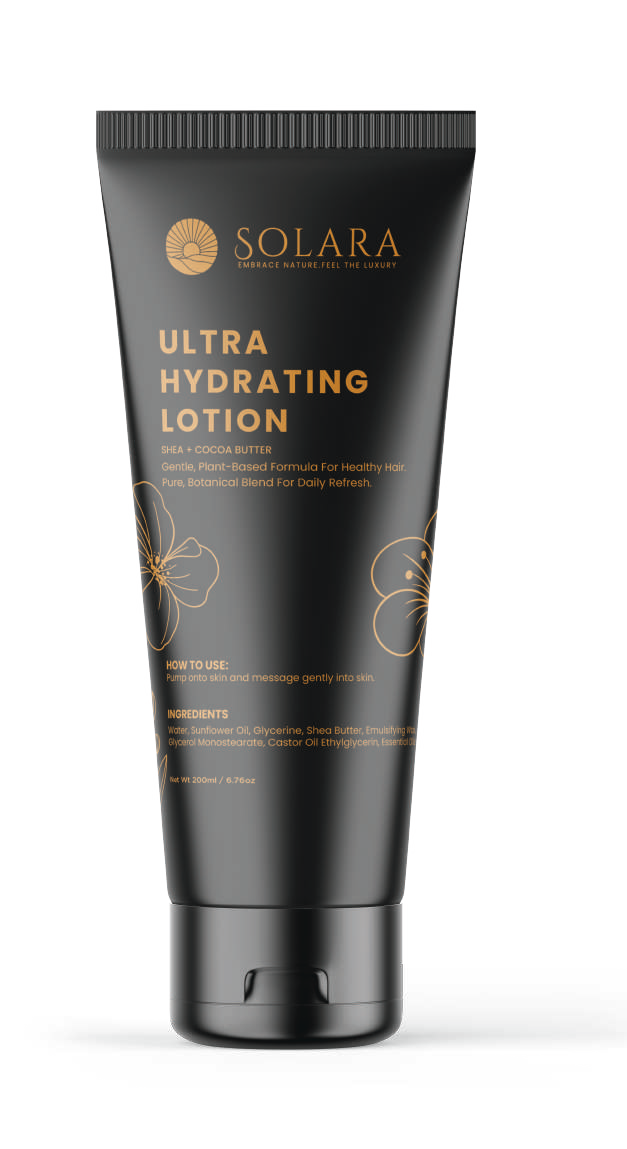 SOLARA
EMBRACE NATURE.FEEL THE LUXURY
ULTRA
HYDRATING
LOTION
SHEA + COCOA BUTTER
Gentle, Plant-Based Formula For Healthy Hair.
Pure, Botanical Blend For Daily Refresh.
HOW TO USE:
Pump onto skin and message gently into skin.
INGREDIENTS
Water, Sunflower Oil, Glycerine, Shea Butter, Emulsifying
Glycerol Monostearate, Castor Oil Ethylglycerin, Essential
Net Wt 200ml / 6.76oz